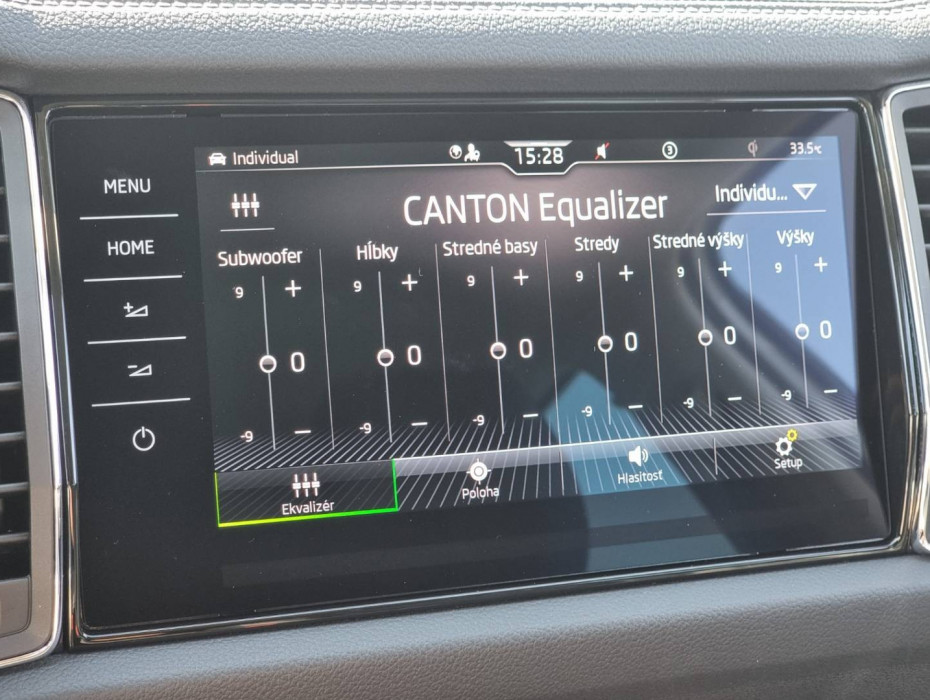 MENU
HOME
Individual
15:28
3
33.5°C
CANTON Equalizer
Individu...
Subwoofer
Hĺbky
Stredné basy
Stredy
Stredné výšky
Výšky
9 +
9 +
9 +
9 +
9 +
9 +
0
0
0
0
0
0
-9 −
-9 −
-9 −
-9 −
-9 −
-9 −
Ekvalizér
Poloha
Hlasitosť
Setup